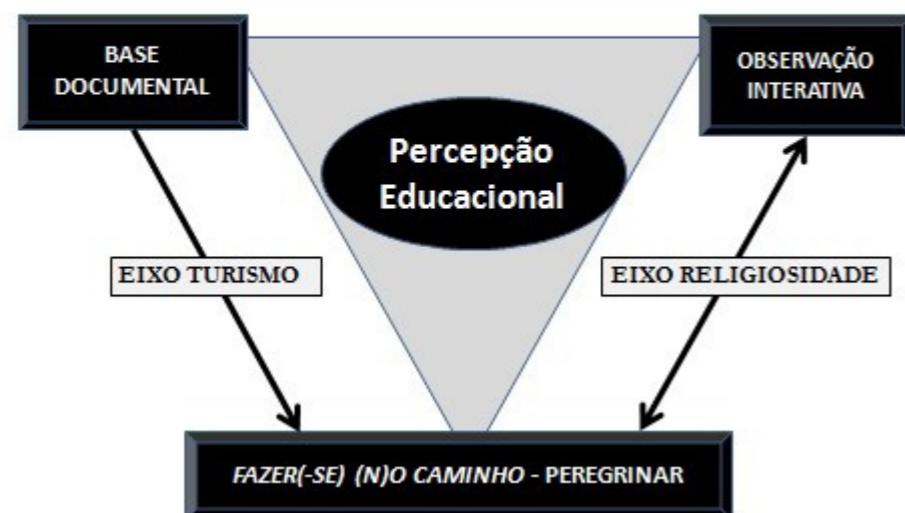 BASE
DOCUMENTAL
OBSERVAÇÃO
INTERATIVA
Percepção
Educacional
EIXO TURISMO
EIXO RELIGIOSIDADE
FAZER(-SE) (N)O CAMINHO - PEREGRINAR